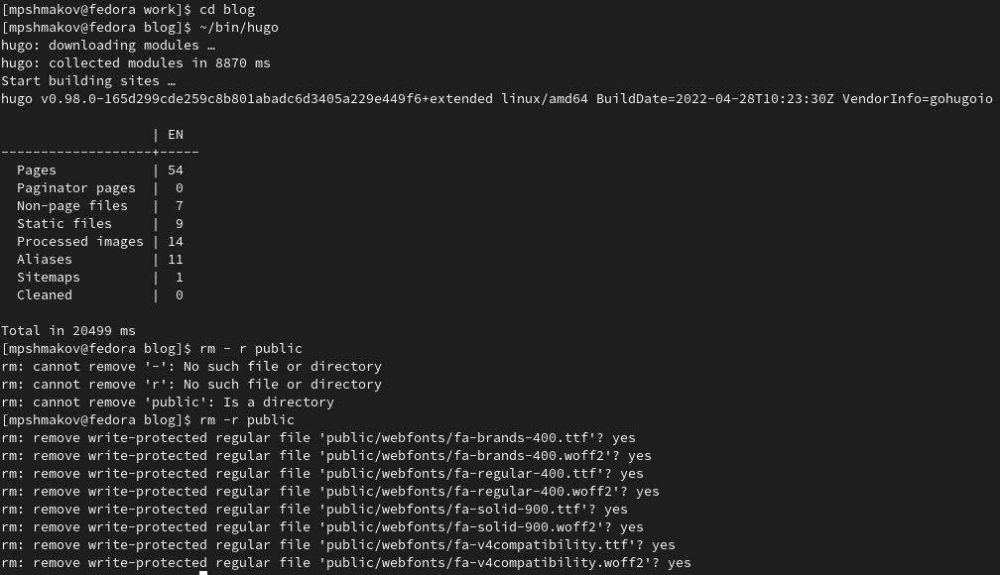 [mpshmakov@fedora work]$ cd blog
[mpshmakov@fedora blog]$ ~/bin/hugo
hugo: downloading modules …
hugo: collected modules in 8870 ms
Start building sites …
hugo v0.98.0-165d299cde259c8b801abadc6d3405a229e449f6+extended linux/amd64 BuildDate=2022-04-28T10:23:30Z VendorInfo=gohugoio
                   | EN
-------------------+-----
  Pages            | 54
  Paginator pages  |  0
  Non-page files   |  7
  Static files     |  9
  Processed images | 14
  Aliases          | 11
  Sitemaps         |  1
  Cleaned          |  0
Total in 20499 ms
[mpshmakov@fedora blog]$ rm - r public
rm: cannot remove '-': No such file or directory
rm: cannot remove 'r': No such file or directory
rm: cannot remove 'public': Is a directory
[mpshmakov@fedora blog]$ rm -r public
rm: remove write-protected regular file 'public/webfonts/fa-brands-400.ttf'? yes
rm: remove write-protected regular file 'public/webfonts/fa-brands-400.woff2'? yes
rm: remove write-protected regular file 'public/webfonts/fa-regular-400.ttf'? yes
rm: remove write-protected regular file 'public/webfonts/fa-regular-400.woff2'? yes
rm: remove write-protected regular file 'public/webfonts/fa-solid-900.ttf'? yes
rm: remove write-protected regular file 'public/webfonts/fa-solid-900.woff2'? yes
rm: remove write-protected regular file 'public/webfonts/fa-v4compatibility.ttf'? yes
rm: remove write-protected regular file 'public/webfonts/fa-v4compatibility.woff2'? yes